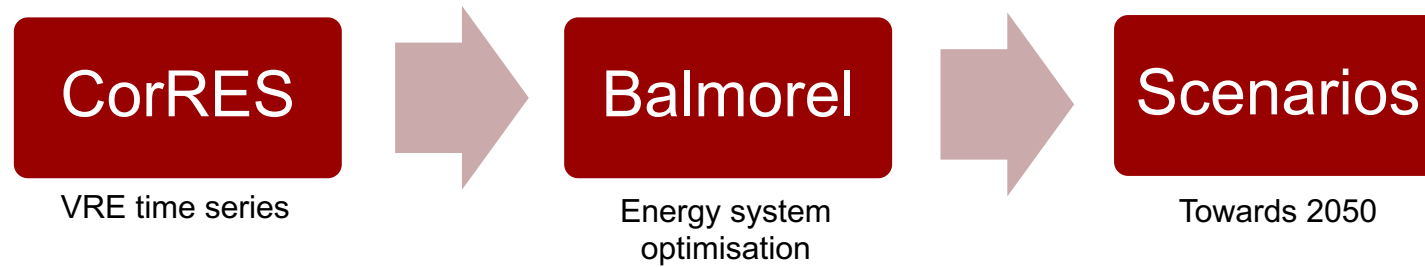 CorRES
Balmorel
Scenarios
VRE time series
Energy system
optimisation
Towards 2050